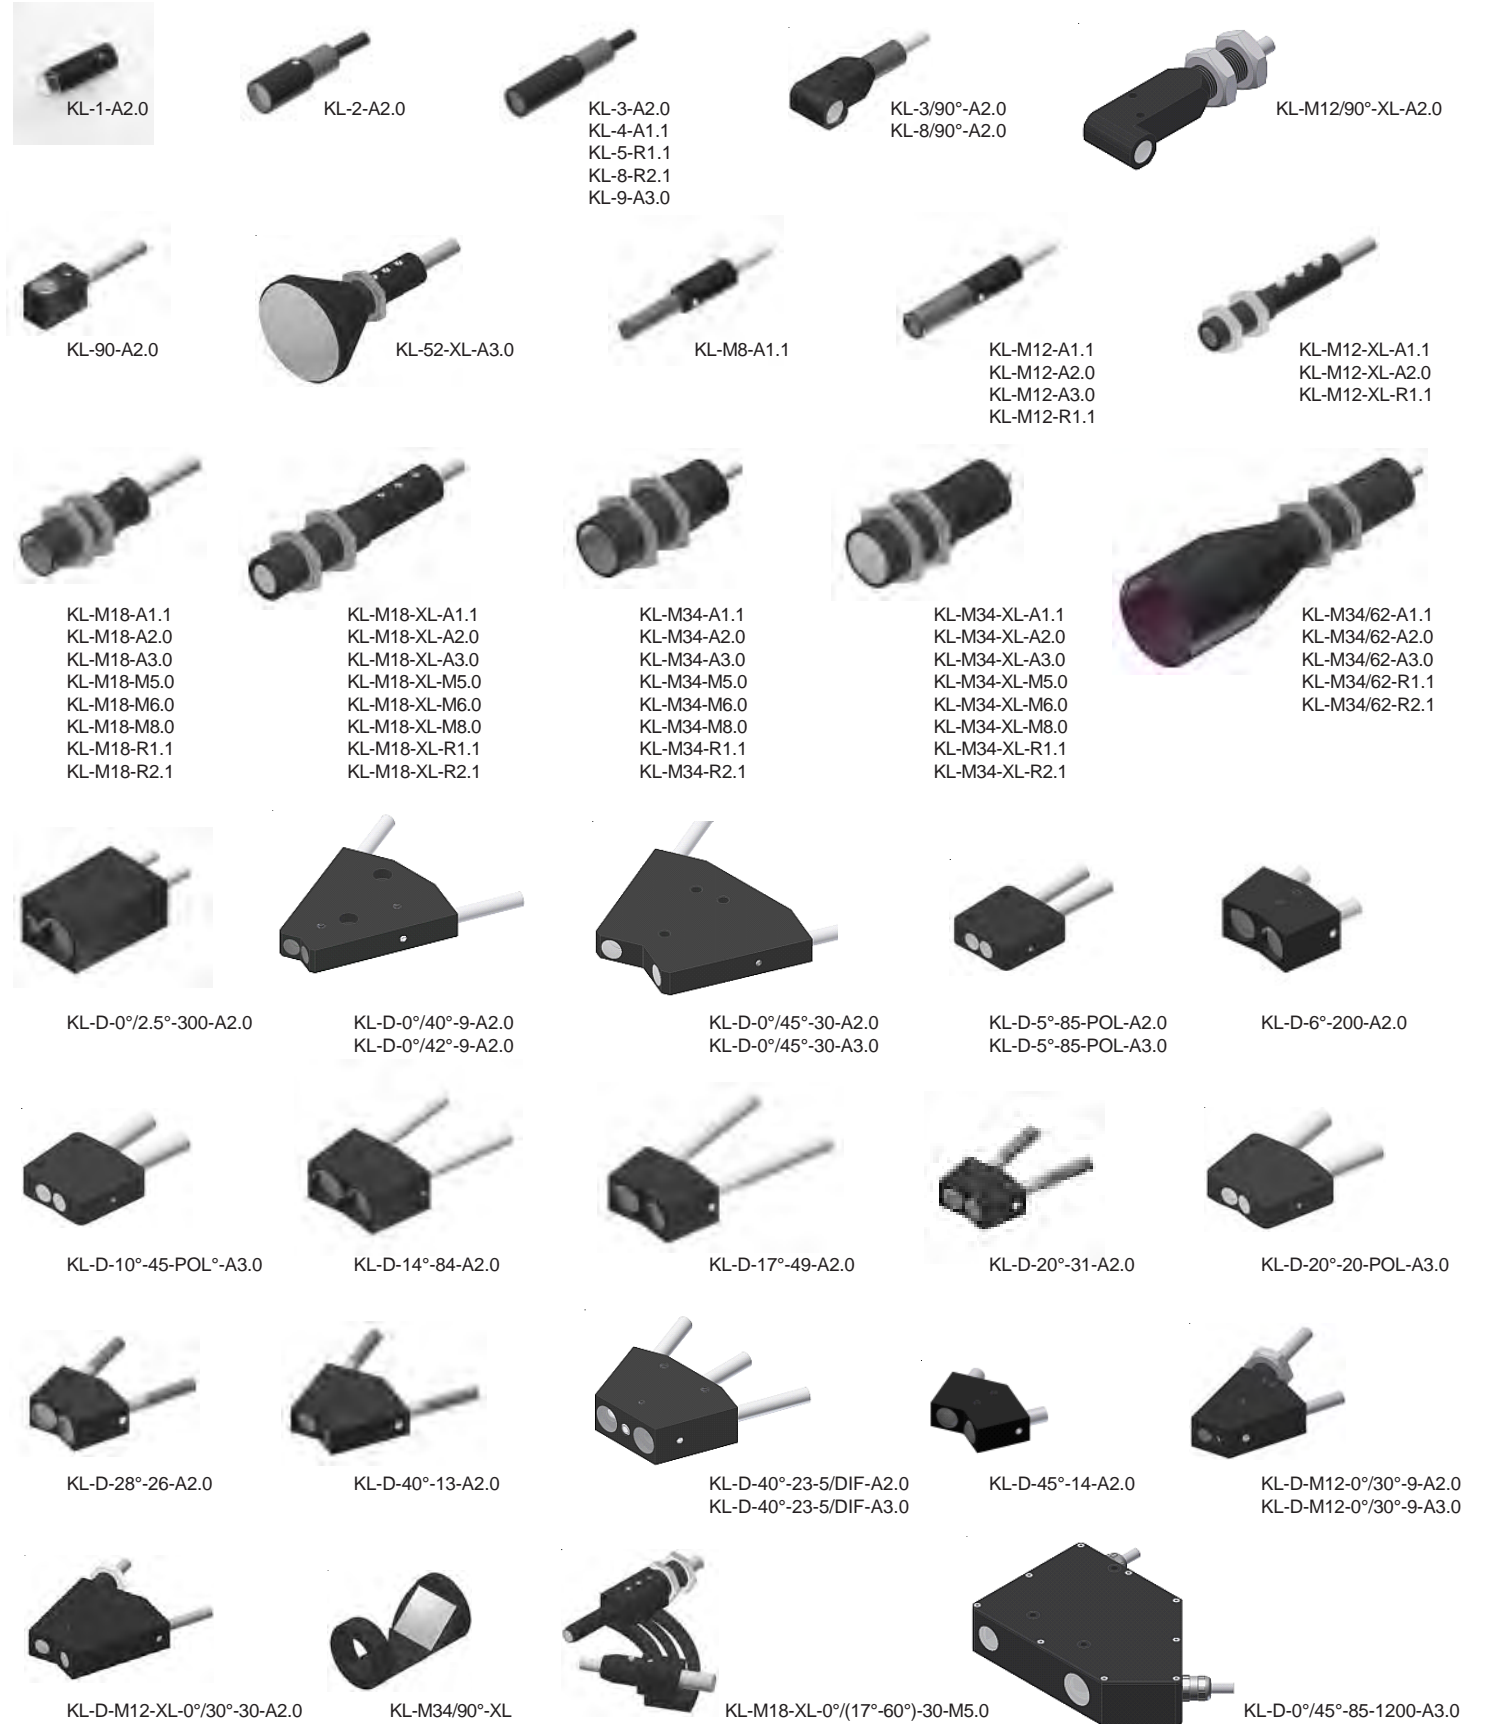 KL-1-A2.0
KL-2-A2.0
KL-3-A2.0
KL-4-A1.1
KL-5-R1.1
KL-8-R2.1
KL-9-A3.0
KL-3/90°-A2.0
KL-8/90°-A2.0
KL-M12/90°-XL-A2.0
KL-90-A2.0
KL-52-XL-A3.0
KL-M8-A1.1
KL-M12-A1.1
KL-M12-A2.0
KL-M12-A3.0
KL-M12-R1.1
KL-M12-XL-A1.1
KL-M12-XL-A2.0
KL-M12-XL-R1.1
KL-M18-A1.1
KL-M18-A2.0
KL-M18-A3.0
KL-M18-M5.0
KL-M18-M6.0
KL-M18-M8.0
KL-M18-R1.1
KL-M18-R2.1
KL-M18-XL-A1.1
KL-M18-XL-A2.0
KL-M18-XL-A3.0
KL-M18-XL-M5.0
KL-M18-XL-M6.0
KL-M18-XL-M8.0
KL-M18-XL-R1.1
KL-M18-XL-R2.1
KL-M34-A1.1
KL-M34-A2.0
KL-M34-A3.0
KL-M34-M5.0
KL-M34-M6.0
KL-M34-M8.0
KL-M34-R1.1
KL-M34-R2.1
KL-M34-XL-A1.1
KL-M34-XL-A2.0
KL-M34-XL-A3.0
KL-M34-XL-M5.0
KL-M34-XL-M6.0
KL-M34-XL-M8.0
KL-M34-XL-R1.1
KL-M34-XL-R2.1
KL-M34/62-A1.1
KL-M34/62-A2.0
KL-M34/62-A3.0
KL-M34/62-R1.1
KL-M34/62-R2.1
KL-D-0°/2.5°-300-A2.0
KL-D-0°/40°-9-A2.0
KL-D-0°/42°-9-A2.0
KL-D-0°/45°-30-A2.0
KL-D-0°/45°-30-A3.0
KL-D-5°-85-POL-A2.0
KL-D-5°-85-POL-A3.0
KL-D-6°-200-A2.0
KL-D-10°-45-POL°-A3.0
KL-D-14°-84-A2.0
KL-D-17°-49-A2.0
KL-D-20°-31-A2.0
KL-D-20°-20-POL-A3.0
KL-D-28°-26-A2.0
KL-D-40°-13-A2.0
KL-D-40°-23-5/DIF-A2.0
KL-D-40°-23-5/DIF-A3.0
KL-D-45°-14-A2.0
KL-D-M12-0°/30°-9-A2.0
KL-D-M12-0°/30°-9-A3.0
KL-D-M12-XL-0°/30°-30-A2.0
KL-M34/90°-XL
KL-M18-XL-0°/(17°-60°)-30-M5.0
KL-D-0°/45°-85-1200-A3.0